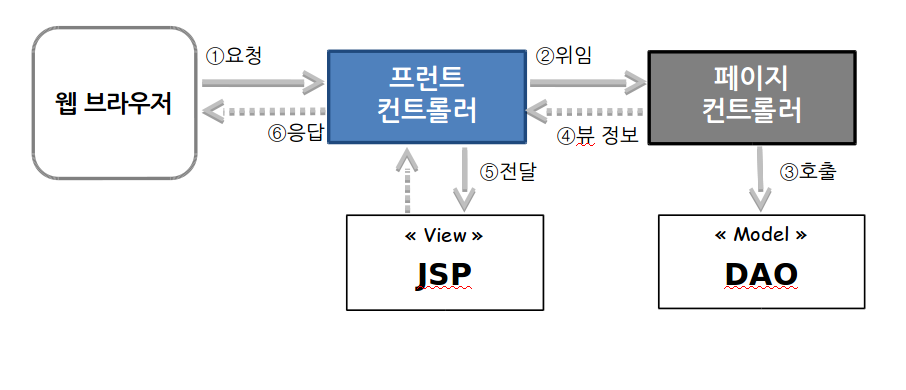 ①요청
②위임
웹 브라우저
프런트
컨트롤러
페이지
컨트롤러
⑥응답
④뷰 정보
⑤전달
③호출
« View »
JSP
« Model »
DAO